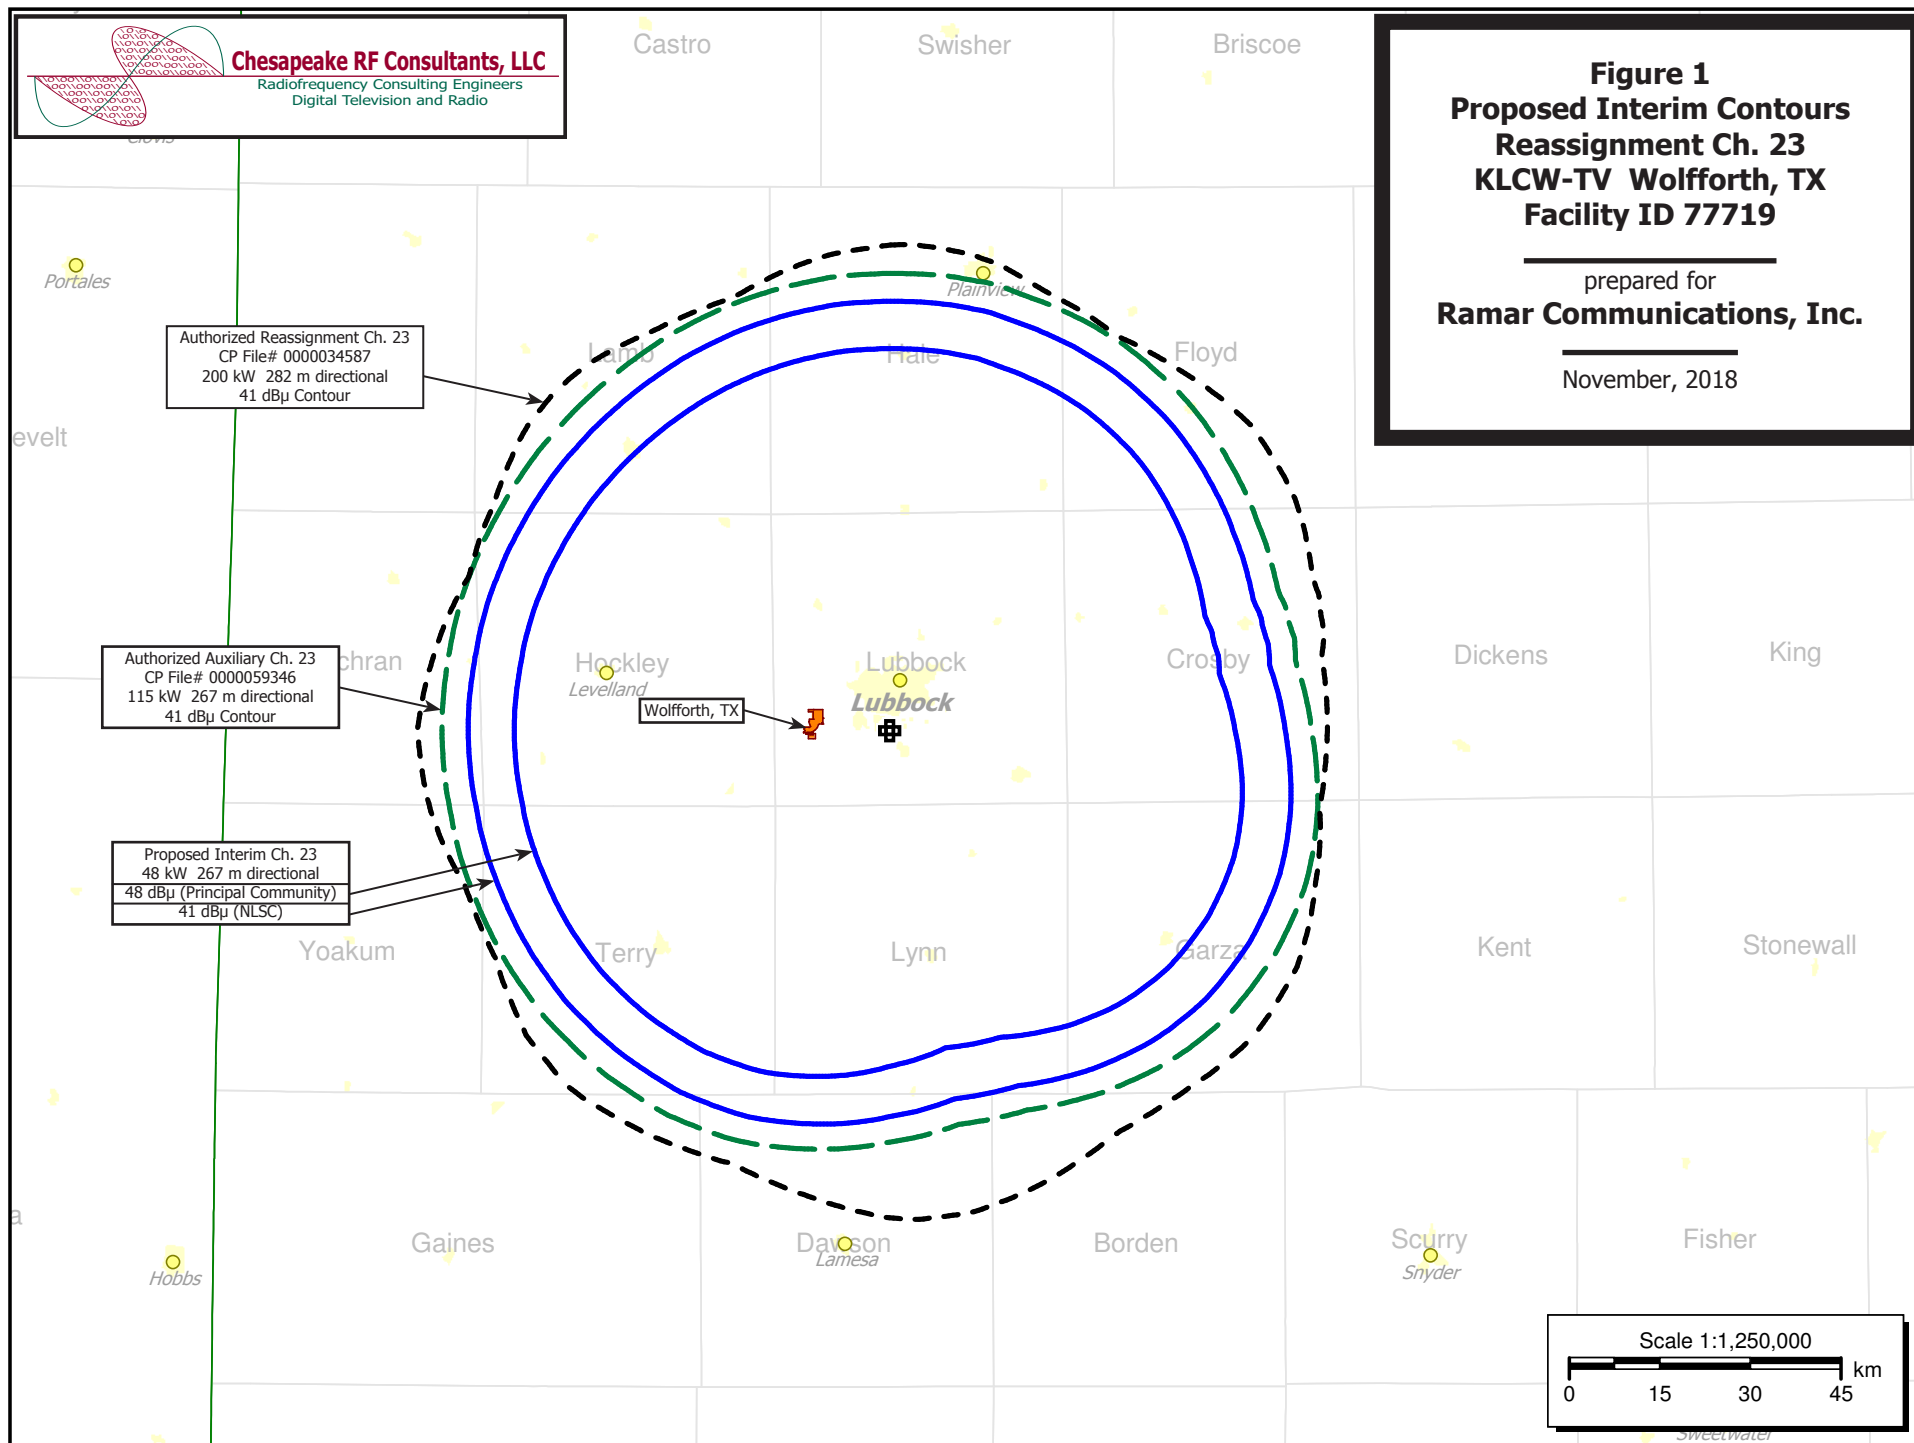 Chesapeake RF Consultants, LLC
Radiofrequency Consulting Engineers
Digital Television and Radio
Figure 1
Proposed Interim Contours
Reassignment Ch. 23
KLCW-TV Wolfforth, TX
Facility ID 77719
prepared for
Ramar Communications, Inc.
November, 2018
Castro
Swisher
Briscoe
Clovis
Portales
Plainview
Authorized Reassignment Ch. 23
CP File# 0000034587
200 kW 282 m directional
41 dBµ Contour
Lamb
Hale
Floyd
evelt
Authorized Auxiliary Ch. 23
CP File# 0000059346
115 kW 267 m directional
41 dBµ Contour
chran
Hockley
Levelland
Lubbock
Lubbock
Crosby
Dickens
King
Wolfforth, TX
Proposed Interim Ch. 23
48 kW 267 m directional
48 dBµ (Principal Community)
41 dBµ (NLSC)
Yoakum
Terry
Lynn
Garza
Kent
Stonewall
a
Gaines
Dawson
Borden
Scurry
Fisher
Hobbs
Lamesa
Snyder
Scale 1:1,250,000
km
0 15 30 45
Sweetwater